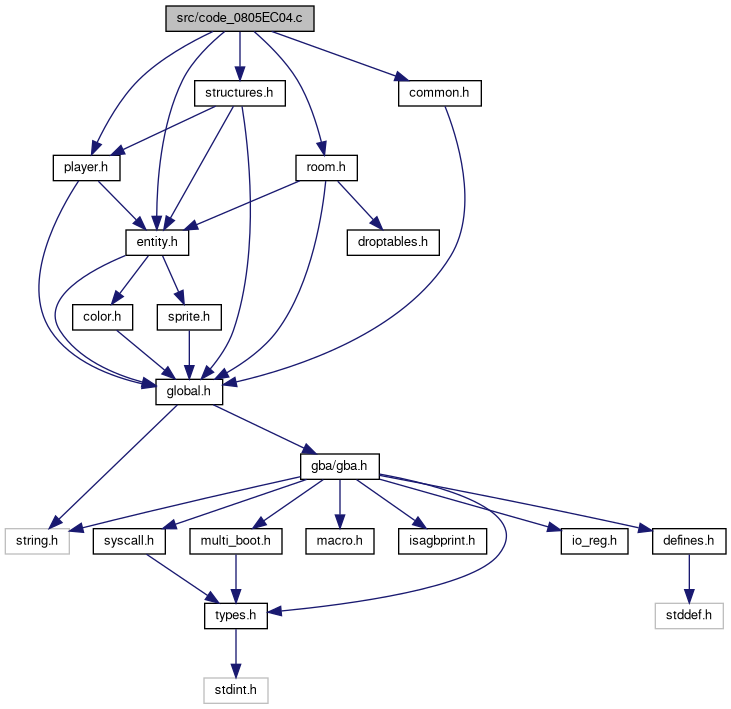 src/code_0805EC04.c
structures.h
common.h
player.h
room.h
entity.h
droptables.h
color.h
sprite.h
global.h
gba/gba.h
string.h
syscall.h
multi_boot.h
macro.h
isagbprint.h
io_reg.h
defines.h
types.h
stddef.h
stdint.h